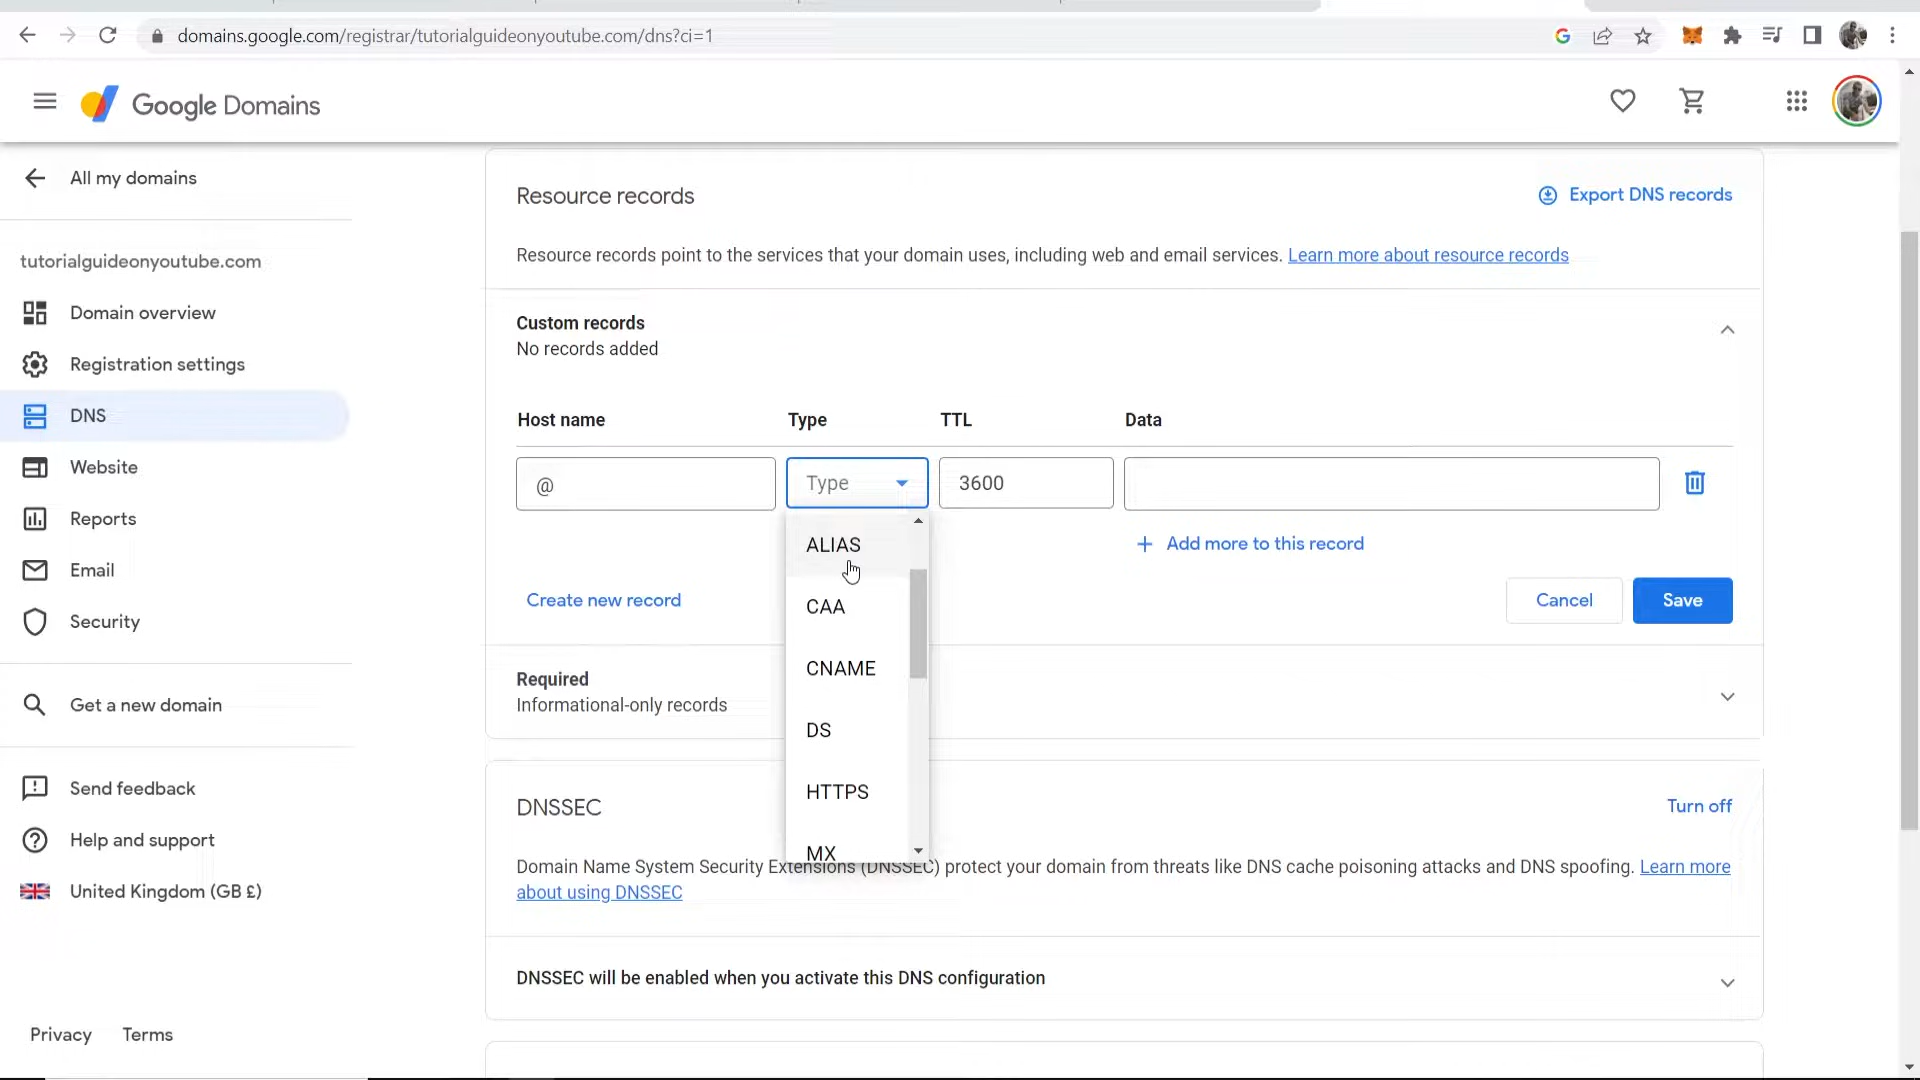 domains.google.com/registrar/tutorialguideonyoutube.com/dns?ci=1
Google Domains
All my domains
tutorialguideonyoutube.com
Domain overview
Registration settings
DNS
Website
Reports
Email
Security
Get a new domain
Send feedback
Help and support
United Kingdom (GB £)
Privacy Terms
Resource records
Export DNS records
Resource records point to the services that your domain uses, including web and email services. Learn more about resource records
Custom records
No records added
Host name Type TTL Data
@ Type 3600
ALIAS
CAA
CNAME
DS
HTTPS
MX
Add more to this record
Create new record
Cancel Save
Required
Informational-only records
DNSSEC
Turn off
Domain Name System Security Extensions (DNSSEC) protect your domain from threats like DNS cache poisoning attacks and DNS spoofing. Learn more
about using DNSSEC
DNSSEC will be enabled when you activate this DNS configuration